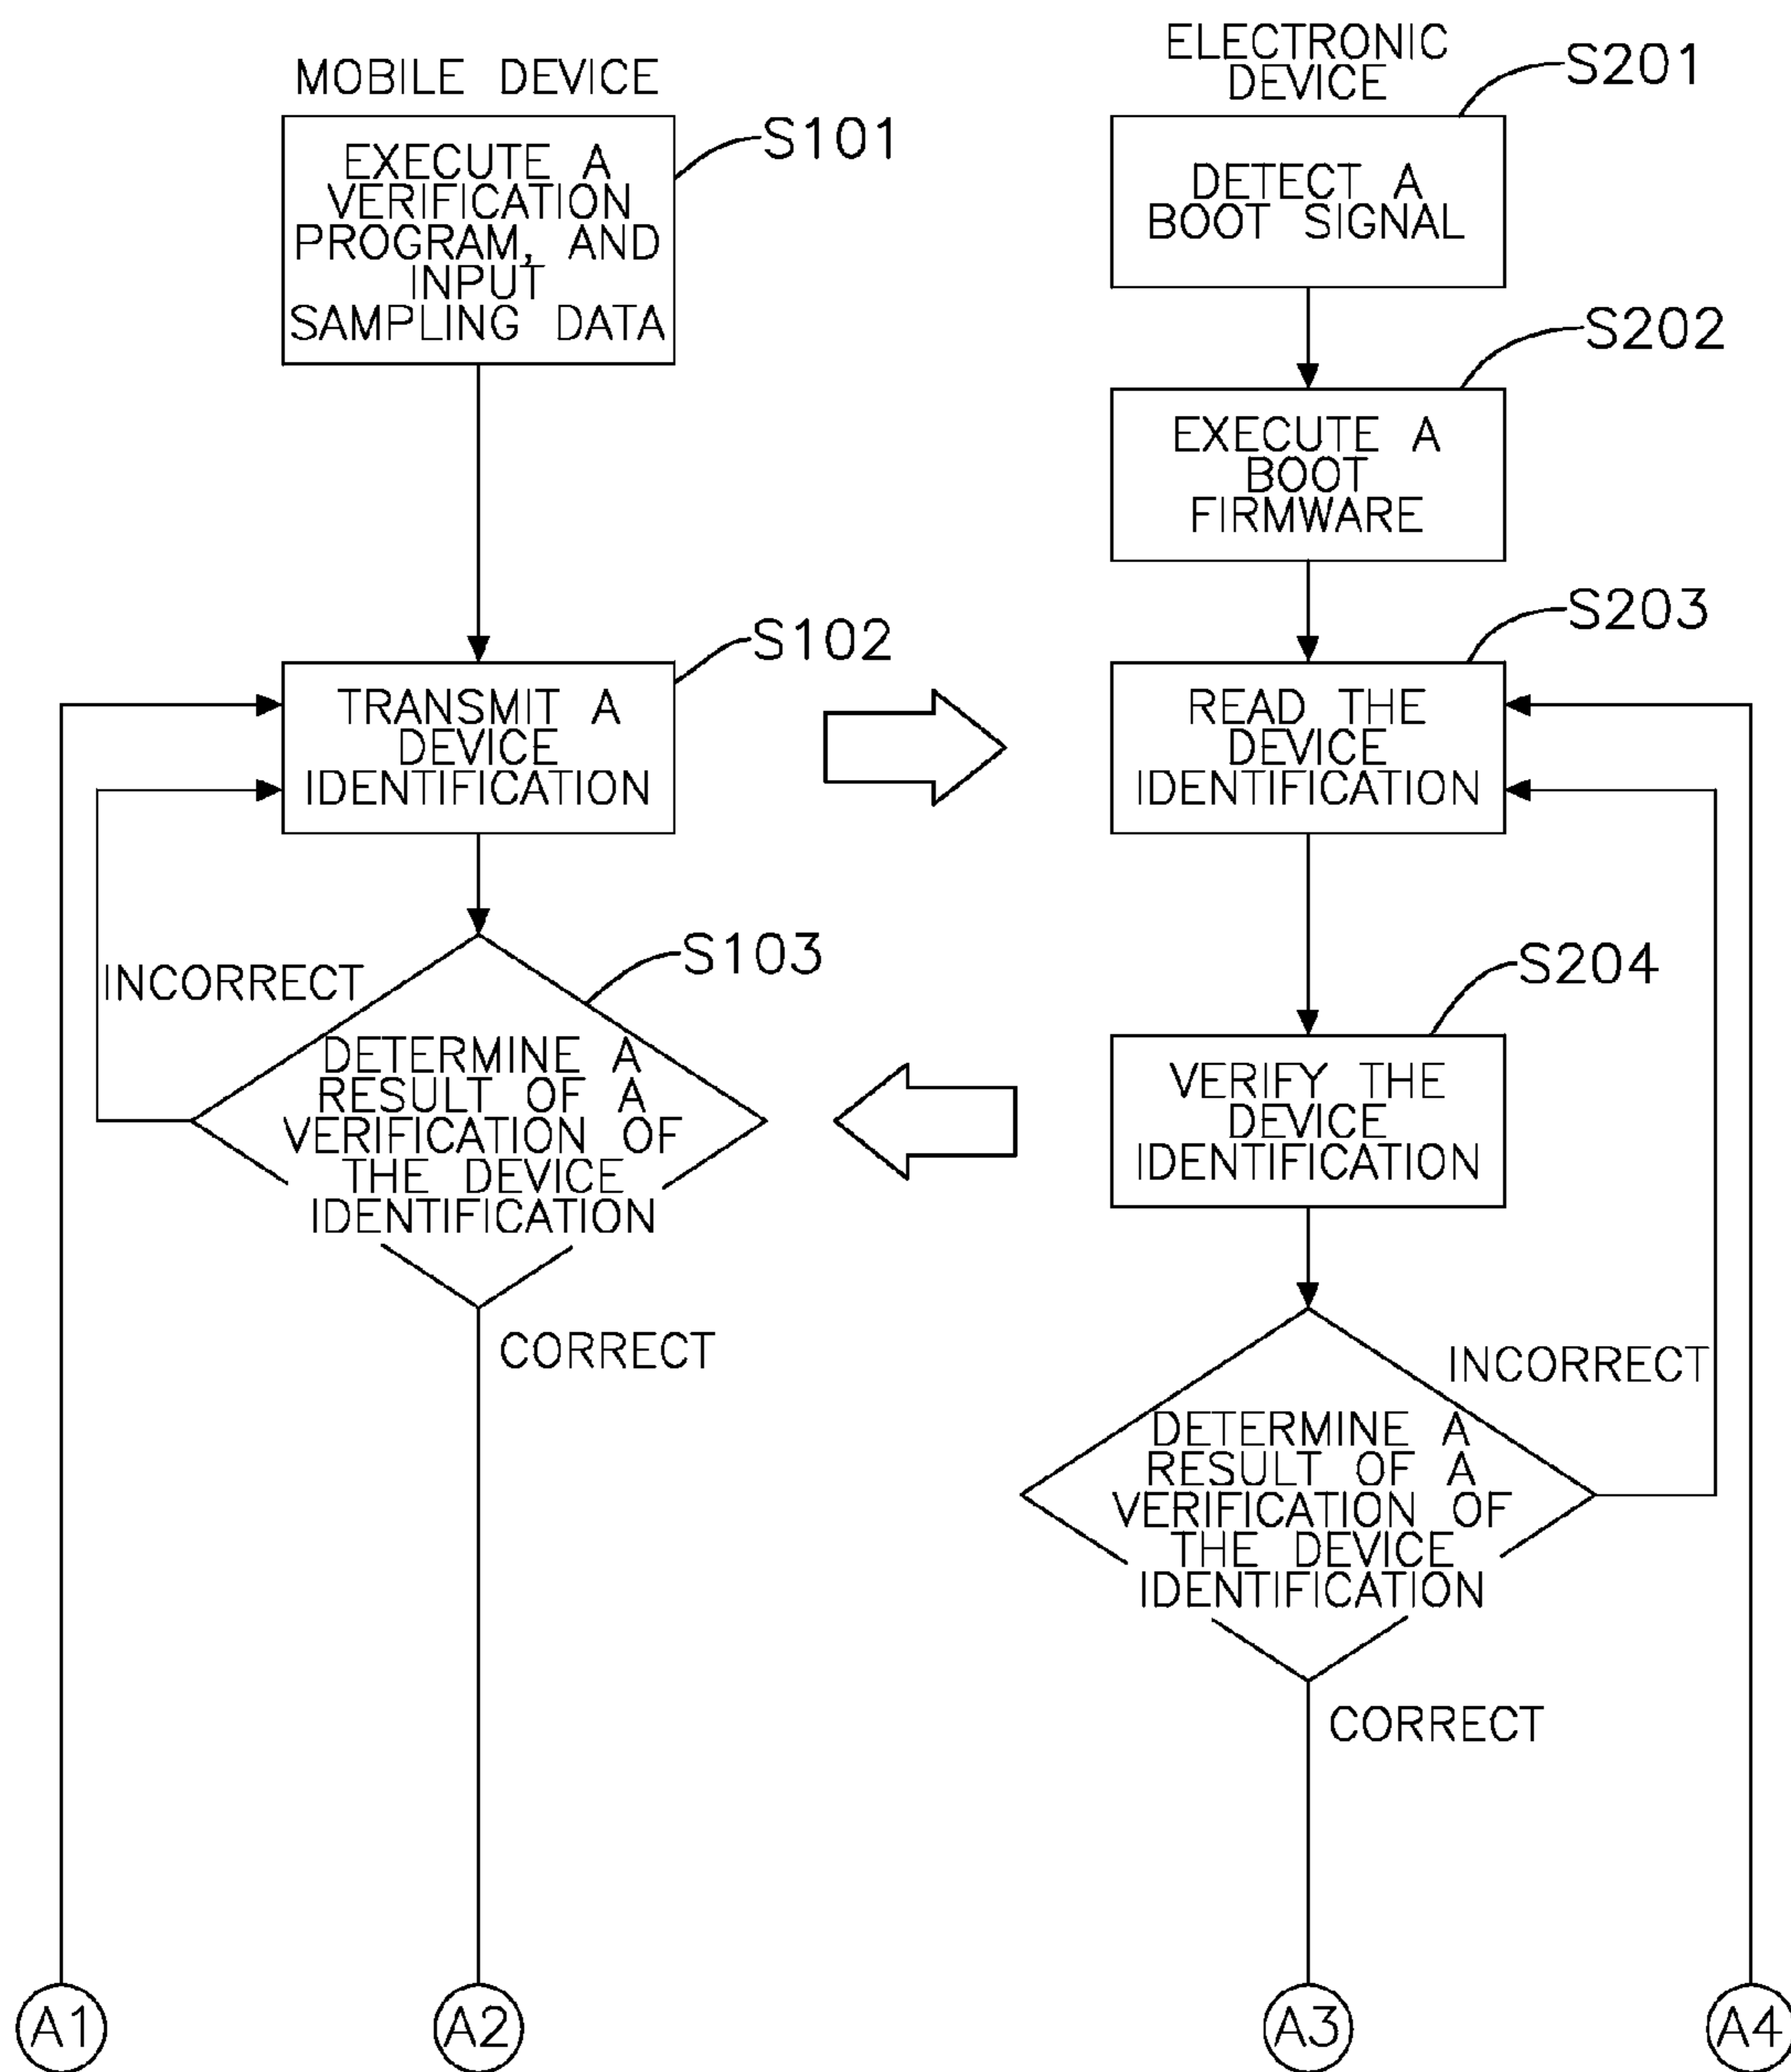 MOBILE DEVICE
S101
EXECUTE A
VERIFICATION
PROGRAM, AND
INPUT
SAMPLING DATA
S102
TRANSMIT A
DEVICE
IDENTIFICATION
S103
INCORRECT
DETERMINE A
RESULT OF A
VERIFICATION OF
THE DEVICE
IDENTIFICATION
CORRECT
ELECTRONIC
DEVICE
S201
DETECT A
BOOT SIGNAL
S202
EXECUTE A
BOOT
FIRMWARE
S203
READ THE
DEVICE
IDENTIFICATION
S204
VERIFY THE
DEVICE
IDENTIFICATION
INCORRECT
DETERMINE A
RESULT OF A
VERIFICATION OF
THE DEVICE
IDENTIFICATION
CORRECT
A1
A2
A3
A4